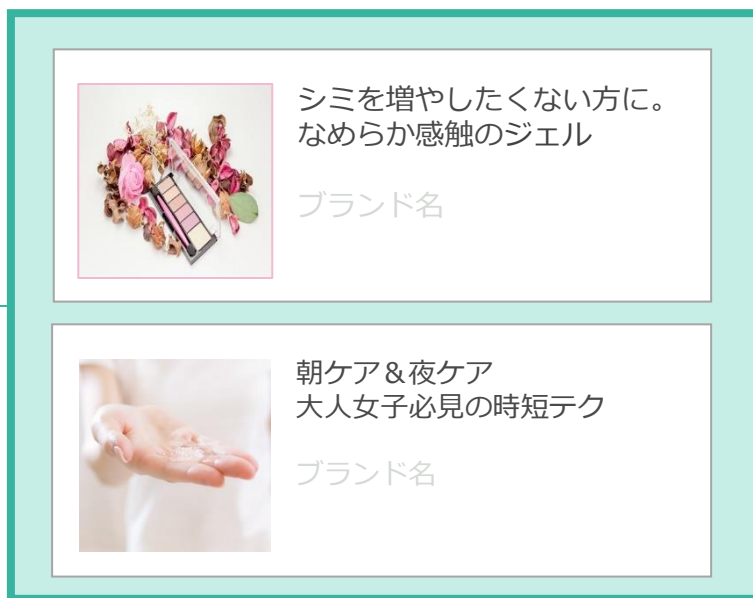 シミを増やしたくない方に。
なめらか感触のジェル
ブランド名
朝ケア＆夜ケア
大人女子必見の時短テク
ブランド名